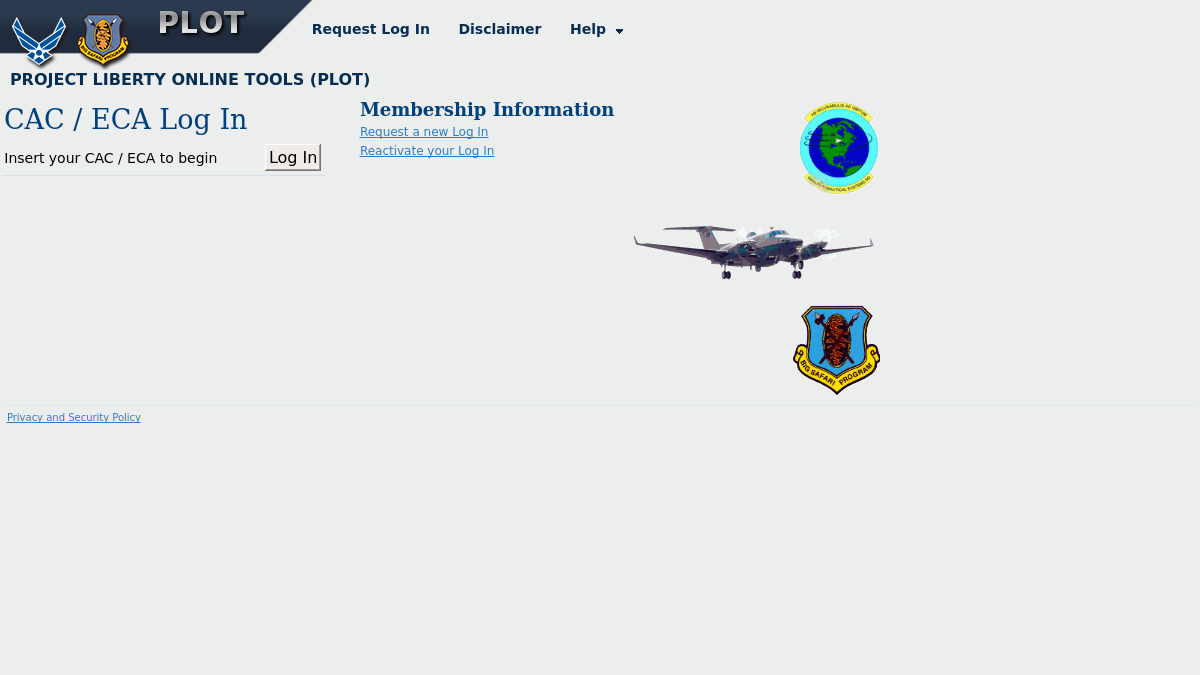 PLOT
Request Log In
Disclaimer
Help
PROJECT LIBERTY ONLINE TOOLS (PLOT)
CAC / ECA Log In
Insert your CAC / ECA to begin
Log In
Membership Information
Request a new Log In
Reactivate your Log In
BIG SAFARI PROGRAM
Privacy and Security Policy